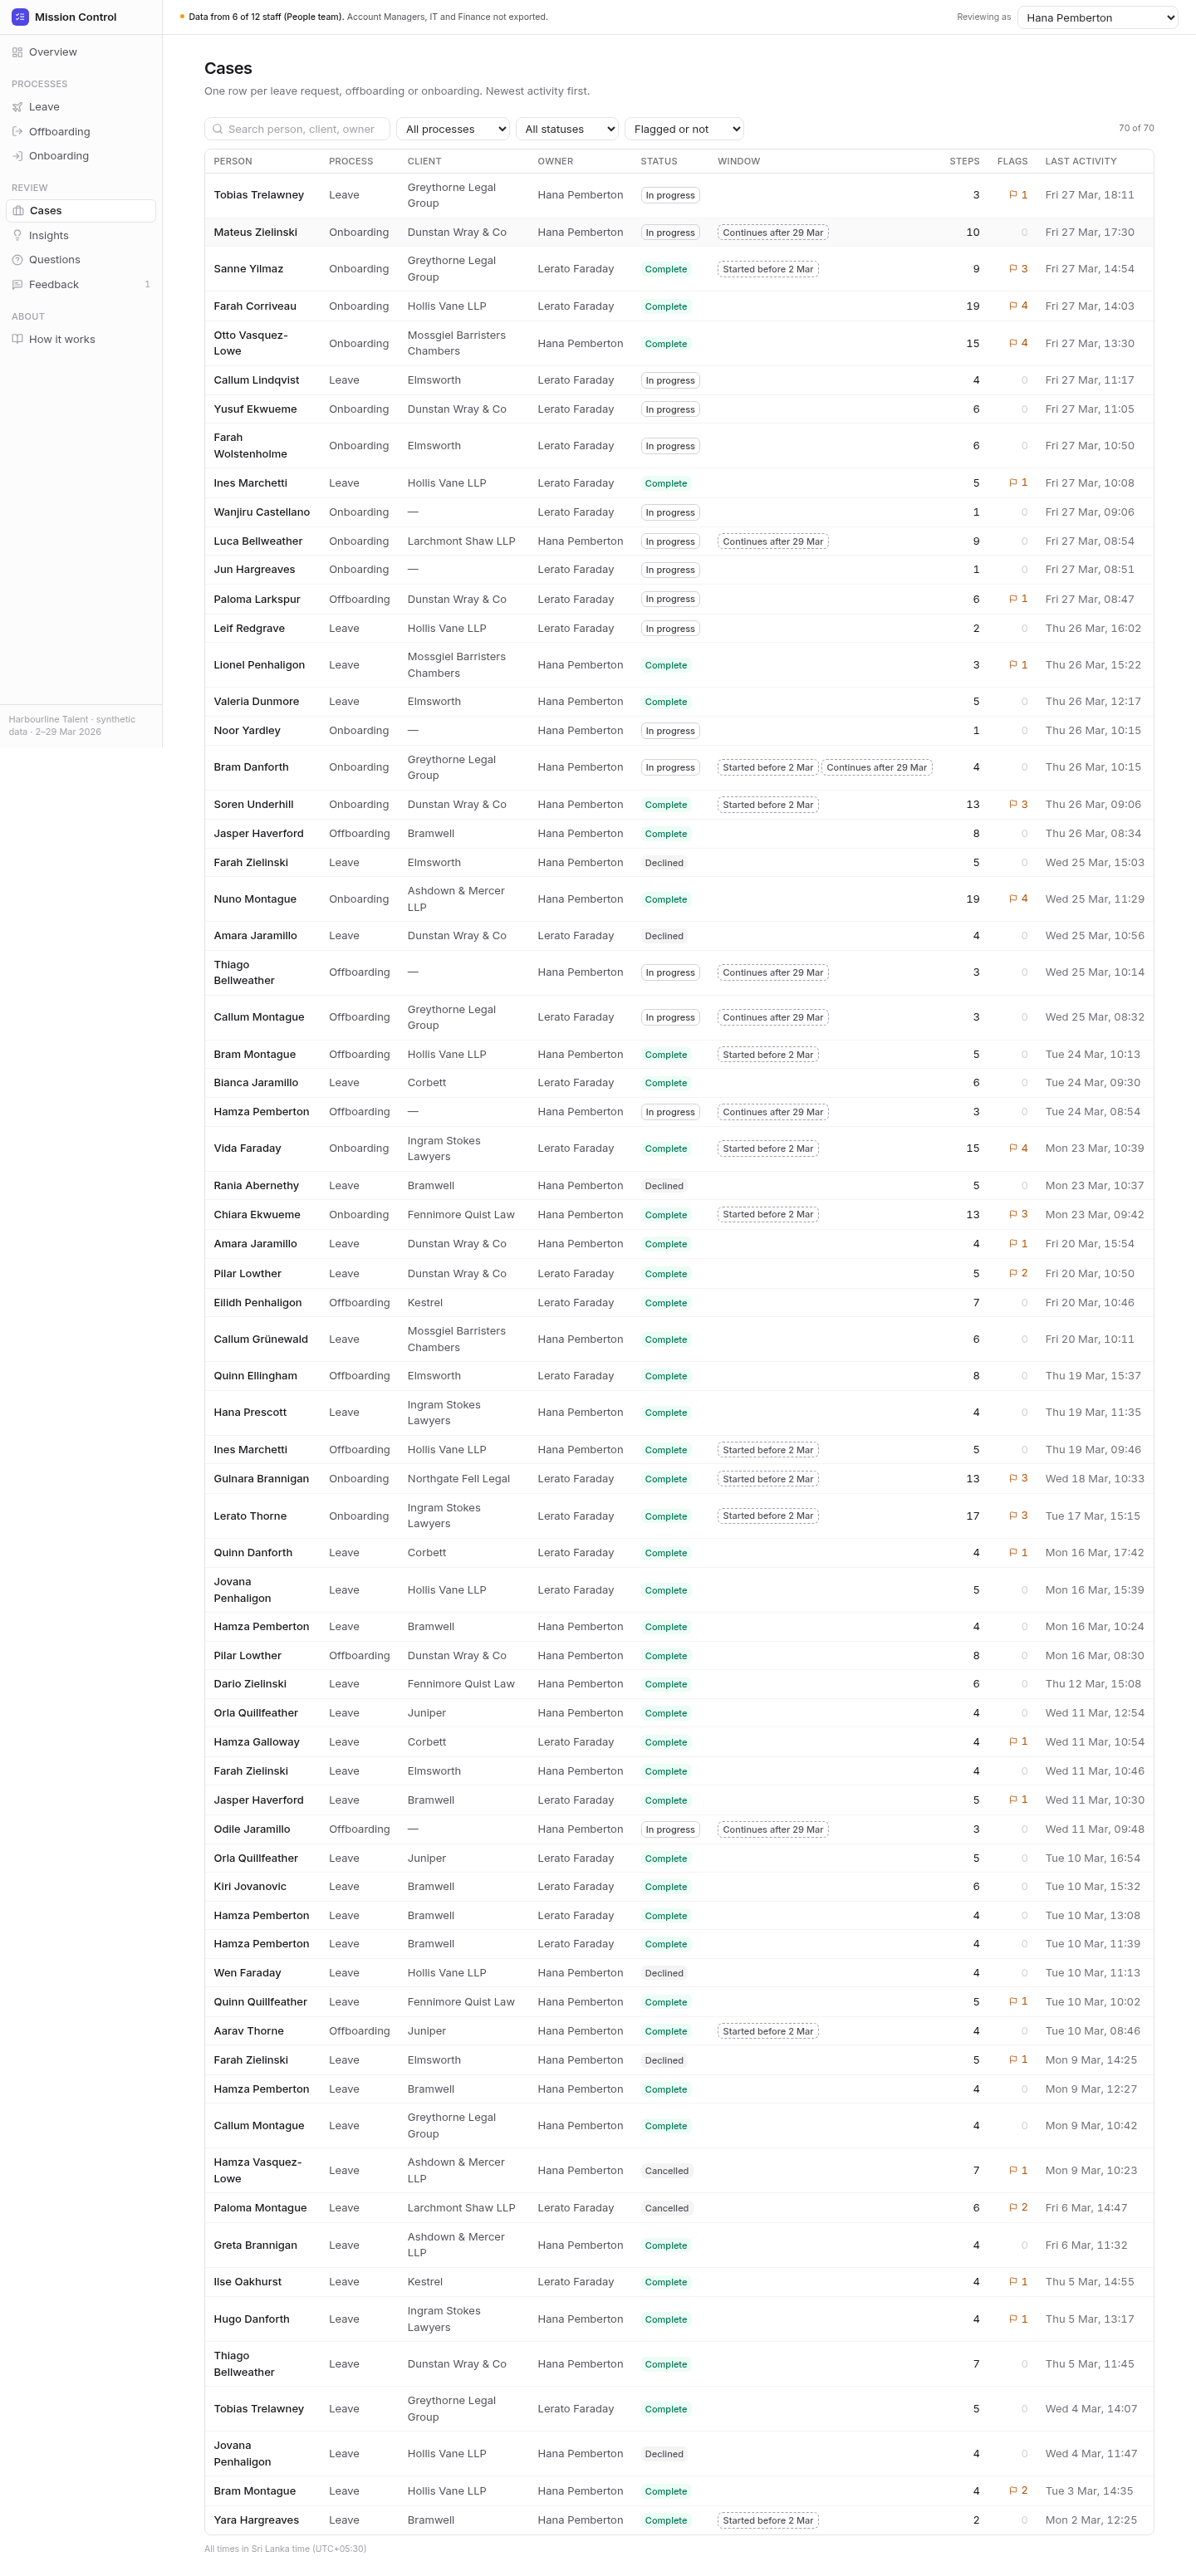 Mission Control
Data from 6 of 12 staff (People team). Account Managers, IT and Finance not exported.
Reviewing as
Hana Pemberton
Overview
PROCESSES
Leave
Offboarding
Onboarding
REVIEW
Cases
Insights
Questions
Feedback 1
ABOUT
How it works
Harbourline Talent · synthetic
data · 2–29 Mar 2026
Cases
One row per leave request, offboarding or onboarding. Newest activity first.
Search person, client, owner
All processes
All statuses
Flagged or not
70 of 70
PERSON PROCESS CLIENT OWNER STATUS WINDOW STEPS FLAGS LAST ACTIVITY
Tobias Trelawney Leave Greythorne Legal Group Hana Pemberton In progress 3 1 Fri 27 Mar, 18:11
Mateus Zielinski Onboarding Dunstan Wray & Co Hana Pemberton In progress Continues after 29 Mar 10 0 Fri 27 Mar, 17:30
Sanne Yilmaz Onboarding Greythorne Legal Group Lerato Faraday Complete Started before 2 Mar 9 3 Fri 27 Mar, 14:54
Farah Corriveau Onboarding Hollis Vane LLP Lerato Faraday Complete 19 4 Fri 27 Mar, 14:03
Otto Vasquez-Lowe Onboarding Mossgiel Barristers Chambers Hana Pemberton Complete 15 4 Fri 27 Mar, 13:30
Callum Lindqvist Leave Elmsworth Lerato Faraday In progress 4 0 Fri 27 Mar, 11:17
Yusuf Ekwueme Onboarding Dunstan Wray & Co Lerato Faraday In progress 6 0 Fri 27 Mar, 11:05
Farah Wolstenholme Onboarding Elmsworth Lerato Faraday In progress 6 0 Fri 27 Mar, 10:50
Ines Marchetti Leave Hollis Vane LLP Lerato Faraday Complete 5 1 Fri 27 Mar, 10:08
Wanjiru Castellano Onboarding — Lerato Faraday In progress 1 0 Fri 27 Mar, 09:06
Luca Bellweather Onboarding Larchmont Shaw LLP Hana Pemberton In progress Continues after 29 Mar 9 0 Fri 27 Mar, 08:54
Jun Hargreaves Onboarding — Lerato Faraday In progress 1 0 Fri 27 Mar, 08:51
Paloma Larkspur Offboarding Dunstan Wray & Co Lerato Faraday In progress 6 1 Fri 27 Mar, 08:47
Leif Redgrave Leave Hollis Vane LLP Lerato Faraday In progress 2 0 Thu 26 Mar, 16:02
Lionel Penhaligon Leave Mossgiel Barristers Chambers Hana Pemberton Complete 3 1 Thu 26 Mar, 15:22
Valeria Dunmore Leave Elmsworth Lerato Faraday Complete 5 0 Thu 26 Mar, 12:17
Noor Yardley Onboarding — Lerato Faraday In progress 1 0 Thu 26 Mar, 10:15
Bram Danforth Onboarding Greythorne Legal Group Hana Pemberton In progress Started before 2 Mar Continues after 29 Mar 4 0 Thu 26 Mar, 10:15
Soren Underhill Onboarding Dunstan Wray & Co Hana Pemberton Complete Started before 2 Mar 13 3 Thu 26 Mar, 09:06
Jasper Haverford Offboarding Bramwell Hana Pemberton Complete 8 0 Thu 26 Mar, 08:34
Farah Zielinski Leave Elmsworth Hana Pemberton Declined 5 0 Wed 25 Mar, 15:03
Nuno Montague Onboarding Ashdown & Mercer LLP Hana Pemberton Complete 19 4 Wed 25 Mar, 11:29
Amara Jaramillo Leave Dunstan Wray & Co Lerato Faraday Declined 4 0 Wed 25 Mar, 10:56
Thiago Bellweather Offboarding — Hana Pemberton In progress Continues after 29 Mar 3 0 Wed 25 Mar, 10:14
Callum Montague Offboarding Greythorne Legal Group Lerato Faraday In progress Continues after 29 Mar 3 0 Wed 25 Mar, 08:32
Bram Montague Offboarding Hollis Vane LLP Hana Pemberton Complete Started before 2 Mar 5 0 Tue 24 Mar, 10:13
Bianca Jaramillo Leave Corbett Lerato Faraday Complete 6 0 Tue 24 Mar, 09:30
Hamza Pemberton Offboarding — Hana Pemberton In progress Continues after 29 Mar 3 0 Tue 24 Mar, 08:54
Vida Faraday Onboarding Ingram Stokes Lawyers Lerato Faraday Complete Started before 2 Mar 15 4 Mon 23 Mar, 10:39
Rania Abernethy Leave Bramwell Hana Pemberton Declined 5 0 Mon 23 Mar, 10:37
Chiara Ekwueme Onboarding Fennimore Quist Law Hana Pemberton Complete Started before 2 Mar 13 3 Mon 23 Mar, 09:42
Amara Jaramillo Leave Dunstan Wray & Co Hana Pemberton Complete 4 1 Fri 20 Mar, 15:54
Pilar Lowther Leave Dunstan Wray & Co Lerato Faraday Complete 5 2 Fri 20 Mar, 10:50
Eilidh Penhaligon Offboarding Kestrel Lerato Faraday Complete 7 0 Fri 20 Mar, 10:46
Callum Grünewald Leave Mossgiel Barristers Chambers Hana Pemberton Complete 6 0 Fri 20 Mar, 10:11
Quinn Ellingham Offboarding Elmsworth Lerato Faraday Complete 8 0 Thu 19 Mar, 15:37
Hana Prescott Leave Ingram Stokes Lawyers Hana Pemberton Complete 4 0 Thu 19 Mar, 11:35
Ines Marchetti Offboarding Hollis Vane LLP Hana Pemberton Complete Started before 2 Mar 5 0 Thu 19 Mar, 09:46
Gulnara Brannigan Onboarding Northgate Fell Legal Lerato Faraday Complete Started before 2 Mar 13 3 Wed 18 Mar, 10:33
Lerato Thorne Onboarding Ingram Stokes Lawyers Lerato Faraday Complete Started before 2 Mar 17 3 Tue 17 Mar, 15:15
Quinn Danforth Leave Corbett Lerato Faraday Complete 4 1 Mon 16 Mar, 17:42
Jovana Penhaligon Leave Hollis Vane LLP Lerato Faraday Complete 5 0 Mon 16 Mar, 15:39
Hamza Pemberton Leave Bramwell Hana Pemberton Complete 4 0 Mon 16 Mar, 10:24
Pilar Lowther Offboarding Dunstan Wray & Co Hana Pemberton Complete 8 0 Mon 16 Mar, 08:30
Dario Zielinski Leave Fennimore Quist Law Hana Pemberton Complete 6 0 Thu 12 Mar, 15:08
Orla Quillfeather Leave Juniper Hana Pemberton Complete 4 0 Wed 11 Mar, 12:54
Hamza Galloway Leave Corbett Lerato Faraday Complete 4 1 Wed 11 Mar, 10:54
Farah Zielinski Leave Elmsworth Hana Pemberton Complete 4 0 Wed 11 Mar, 10:46
Jasper Haverford Leave Bramwell Lerato Faraday Complete 5 1 Wed 11 Mar, 10:30
Odile Jaramillo Offboarding — Hana Pemberton In progress Continues after 29 Mar 3 0 Wed 11 Mar, 09:48
Orla Quillfeather Leave Juniper Lerato Faraday Complete 5 0 Tue 10 Mar, 16:54
Kiri Jovanovic Leave Bramwell Lerato Faraday Complete 6 0 Tue 10 Mar, 15:32
Hamza Pemberton Leave Bramwell Lerato Faraday Complete 4 0 Tue 10 Mar, 13:08
Hamza Pemberton Leave Bramwell Lerato Faraday Complete 4 0 Tue 10 Mar, 11:39
Wen Faraday Leave Hollis Vane LLP Hana Pemberton Declined 4 0 Tue 10 Mar, 11:13
Quinn Quillfeather Leave Fennimore Quist Law Hana Pemberton Complete 5 1 Tue 10 Mar, 10:02
Aarav Thorne Offboarding Juniper Hana Pemberton Complete Started before 2 Mar 4 0 Tue 10 Mar, 08:46
Farah Zielinski Leave Elmsworth Hana Pemberton Declined 5 1 Mon 9 Mar, 14:25
Hamza Pemberton Leave Bramwell Hana Pemberton Complete 4 0 Mon 9 Mar, 12:27
Callum Montague Leave Greythorne Legal Group Hana Pemberton Complete 4 0 Mon 9 Mar, 10:42
Hamza Vasquez-Lowe Leave Ashdown & Mercer LLP Hana Pemberton Cancelled 7 1 Mon 9 Mar, 10:23
Paloma Montague Leave Larchmont Shaw LLP Lerato Faraday Cancelled 6 2 Fri 6 Mar, 14:47
Greta Brannigan Leave Ashdown & Mercer LLP Hana Pemberton Complete 4 0 Fri 6 Mar, 11:32
Ilse Oakhurst Leave Kestrel Lerato Faraday Complete 4 1 Thu 5 Mar, 14:55
Hugo Danforth Leave Ingram Stokes Lawyers Hana Pemberton Complete 4 1 Thu 5 Mar, 13:17
Thiago Bellweather Leave Dunstan Wray & Co Hana Pemberton Complete 7 0 Thu 5 Mar, 11:45
Tobias Trelawney Leave Greythorne Legal Group Lerato Faraday Complete 5 0 Wed 4 Mar, 14:07
Jovana Penhaligon Leave Hollis Vane LLP Hana Pemberton Declined 4 0 Wed 4 Mar, 11:47
Bram Montague Leave Hollis Vane LLP Hana Pemberton Complete 4 2 Tue 3 Mar, 14:35
Yara Hargreaves Leave Bramwell Hana Pemberton Complete Started before 2 Mar 2 0 Mon 2 Mar, 12:25
All times in Sri Lanka time (UTC+05:30)